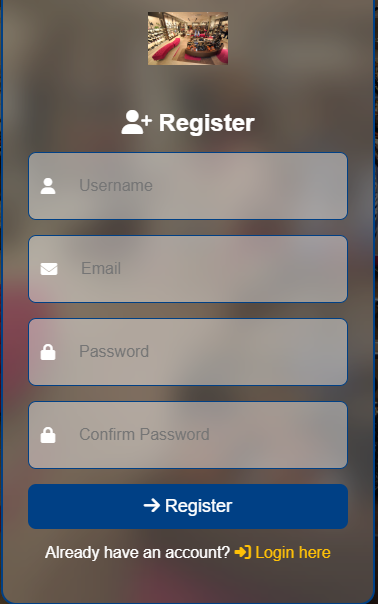 Register
Username
Email
Password
Confirm Password
Register
Already have an account? Login here